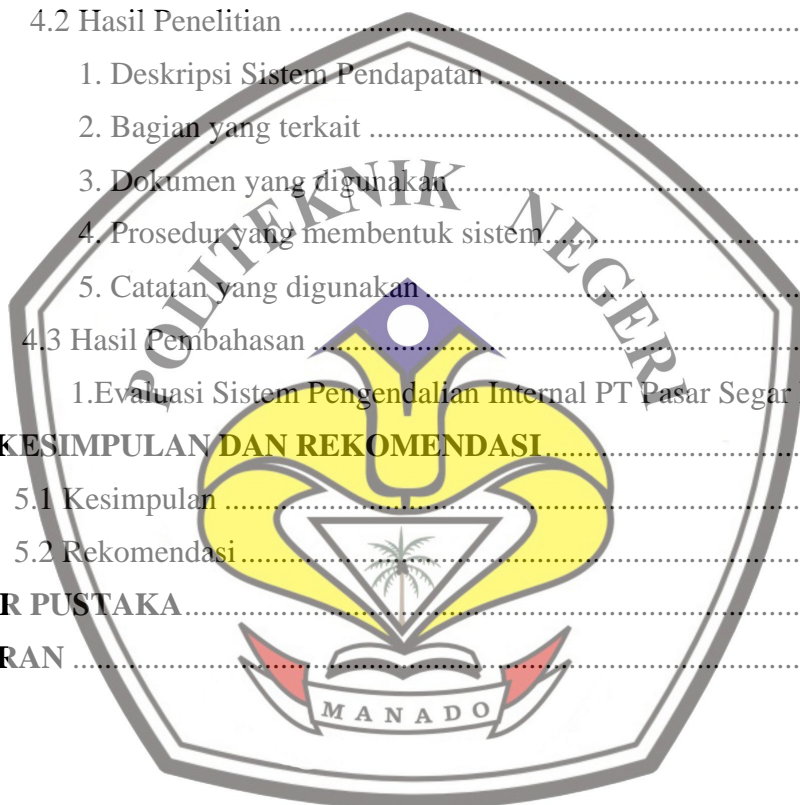 4.2 Hasil Penelitian ..........................................................................
1. Deskripsi Sistem Pendapatan ..........................................
2. Bagian yang terkait ..........................................................
3. Dokumen yang digunakan ................................................
4. Prosedur yang membentuk sistem ..................................
5. Catatan yang digunakan ..................................................
4.3 Hasil Pembahasan .................................................................
1.Evaluasi Sistem Pengendalian Internal PT Pasar Segar
KESIMPULAN DAN REKOMENDASI ....................................
5.1 Kesimpulan .............................................................................
5.2 Rekomendasi ..........................................................................
R PUSTAKA ..................................................................................
RAN ...............................................................................................
POLITEKNIK NEGERI
MANADO